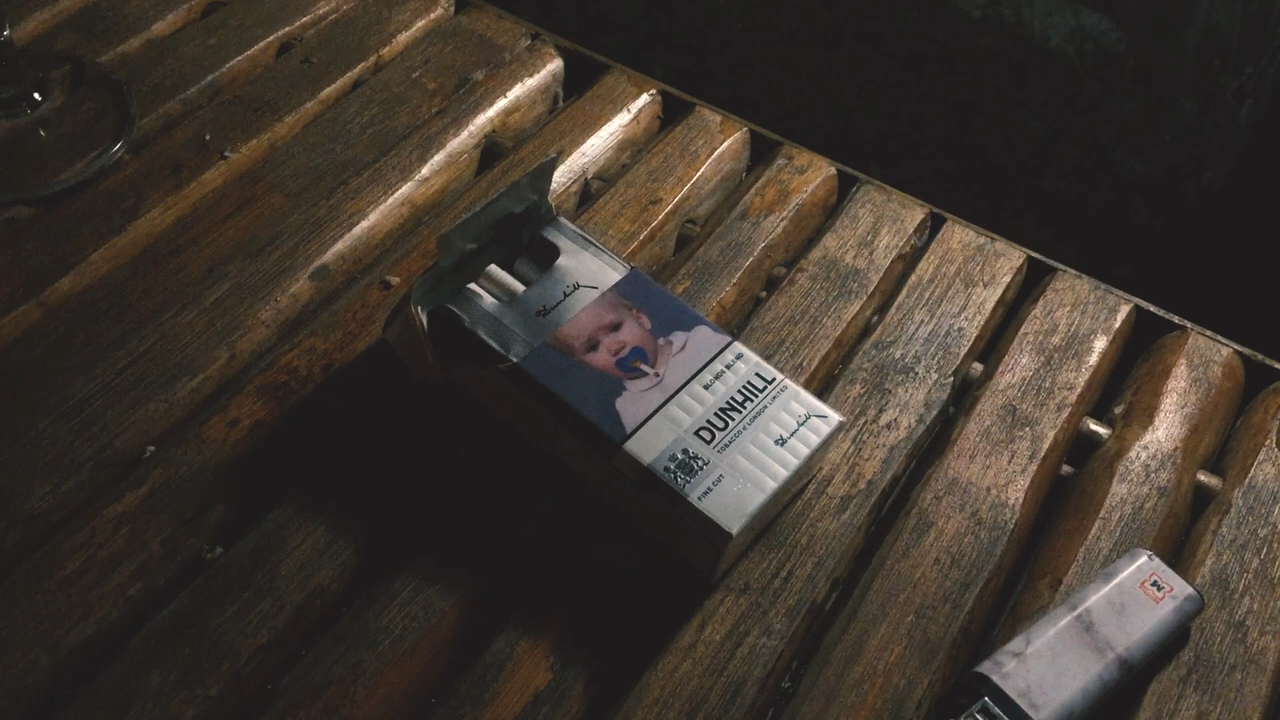 Dunhill
BLONDE BLEND
DUNHILL
TOBACCO of LONDON LIMITED
Dunhill
FINE CUT
M